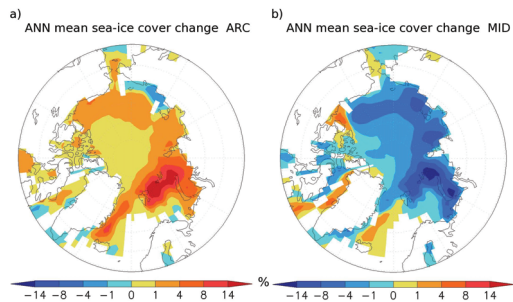 a)
ANN mean sea-ice cover change ARC
b)
ANN mean sea-ice cover change MID
−14 −8 −4 −1 1 4 8 14
%
−14 −8 −4 −1 0 1 4 8 14